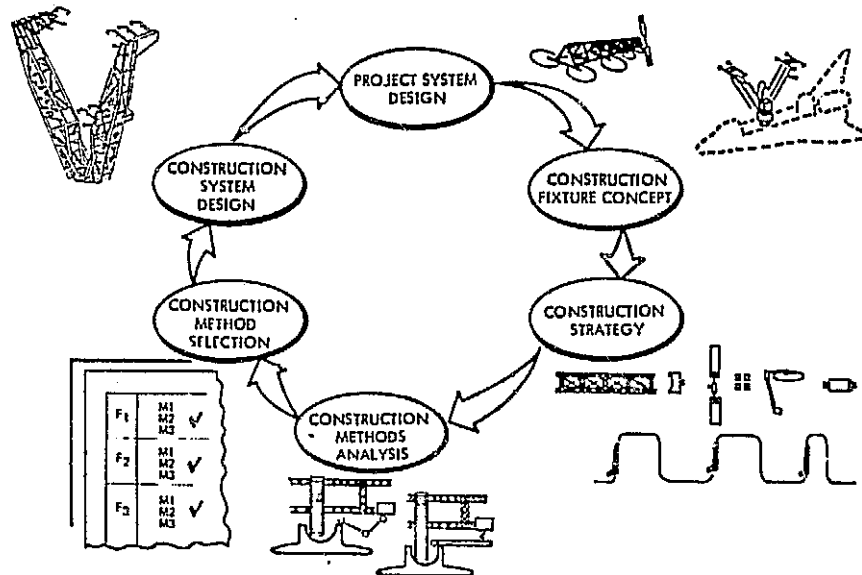 PROJECT SYSTEM
DESIGN
CONSTRUCTION
FIXTURE CONCEPT
CONSTRUCTION
STRATEGY
CONSTRUCTION
METHODS
ANALYSIS
CONSTRUCTION
METHOD
SELECTION
CONSTRUCTION
SYSTEM
DESIGN
F1
M1
M2
M3
F2
M1
M2
M3
F3
M1
M2
M3